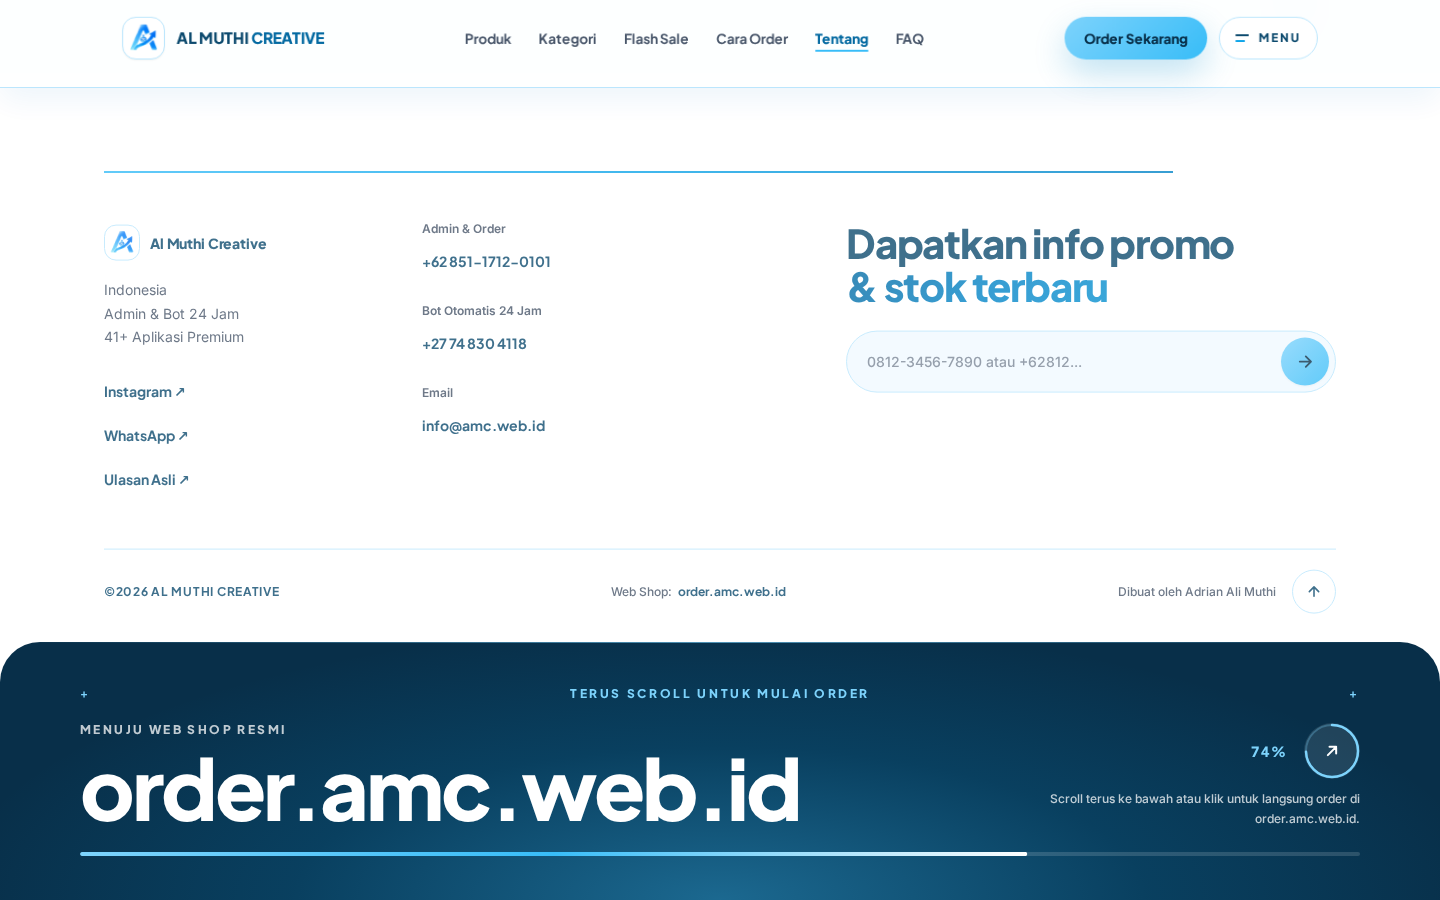 AL MUTHI CREATIVE
Produk
Kategori
Flash Sale
Cara Order
Tentang
FAQ
Order Sekarang
MENU
Al Muthi Creative
Indonesia
Admin & Bot 24 Jam
41+ Aplikasi Premium
Instagram ↗
WhatsApp ↗
Ulasan Asli ↗
Admin & Order
+62 851-1712-0101
Bot Otomatis 24 Jam
+27 74 830 4118
Email
info@amc.web.id
Dapatkan info promo
& stok terbaru
0812-3456-7890 atau +62812...
©2026 AL MUTHI CREATIVE
Web Shop: order.amc.web.id
Dibuat oleh Adrian Ali Muthi
+ TERUS SCROLL UNTUK MULAI ORDER +
MENUJU WEB SHOP RESMI
order.amc.web.id
74%
Scroll terus ke bawah atau klik untuk langsung order di
order.amc.web.id.